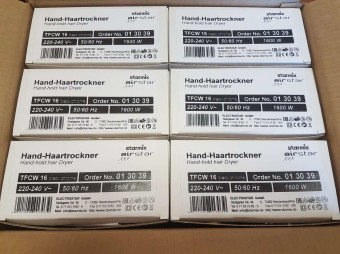 starmix
airstar
Hand-Haartrockner
Hand-hold hair Dryer
TFCW 16
Order No. 01 30 39
220-240 V~
50/60 Hz
1600 W
starmix
airstar
Hand-Haartrockner
Hand-hold hair Dryer
TFCW 16
Order No. 01 30 39
220-240 V~
50/60 Hz
1600 W
starmix
airstar
Hand-Haartrockner
Hand-hold hair Dryer
TFCW 16
Order No. 01 30 39
220-240 V~
50/60 Hz
1600 W
ELECTROSTAR GmbH
starmix
airstar
Hand-Haartrockner
Hand-hold hair Dryer
TFCW 16
Order No. 01 30 39
220-240 V~
50/60 Hz
1600 W
ELECTROSTAR GmbH
starmix
airstar
Hand-Haartrockner
Hand-hold hair Dryer
TFCW 16
Order No. 01 30 39
220-240 V~
50/60 Hz
1600 W
ELECTROSTAR GmbH
starmix
airstar
Hand-Haartrockner
Hand-hold hair Dryer
TFCW 16
Order No. 01 30 39
220-240 V~
50/60 Hz
1600 W
ELECTROSTAR GmbH